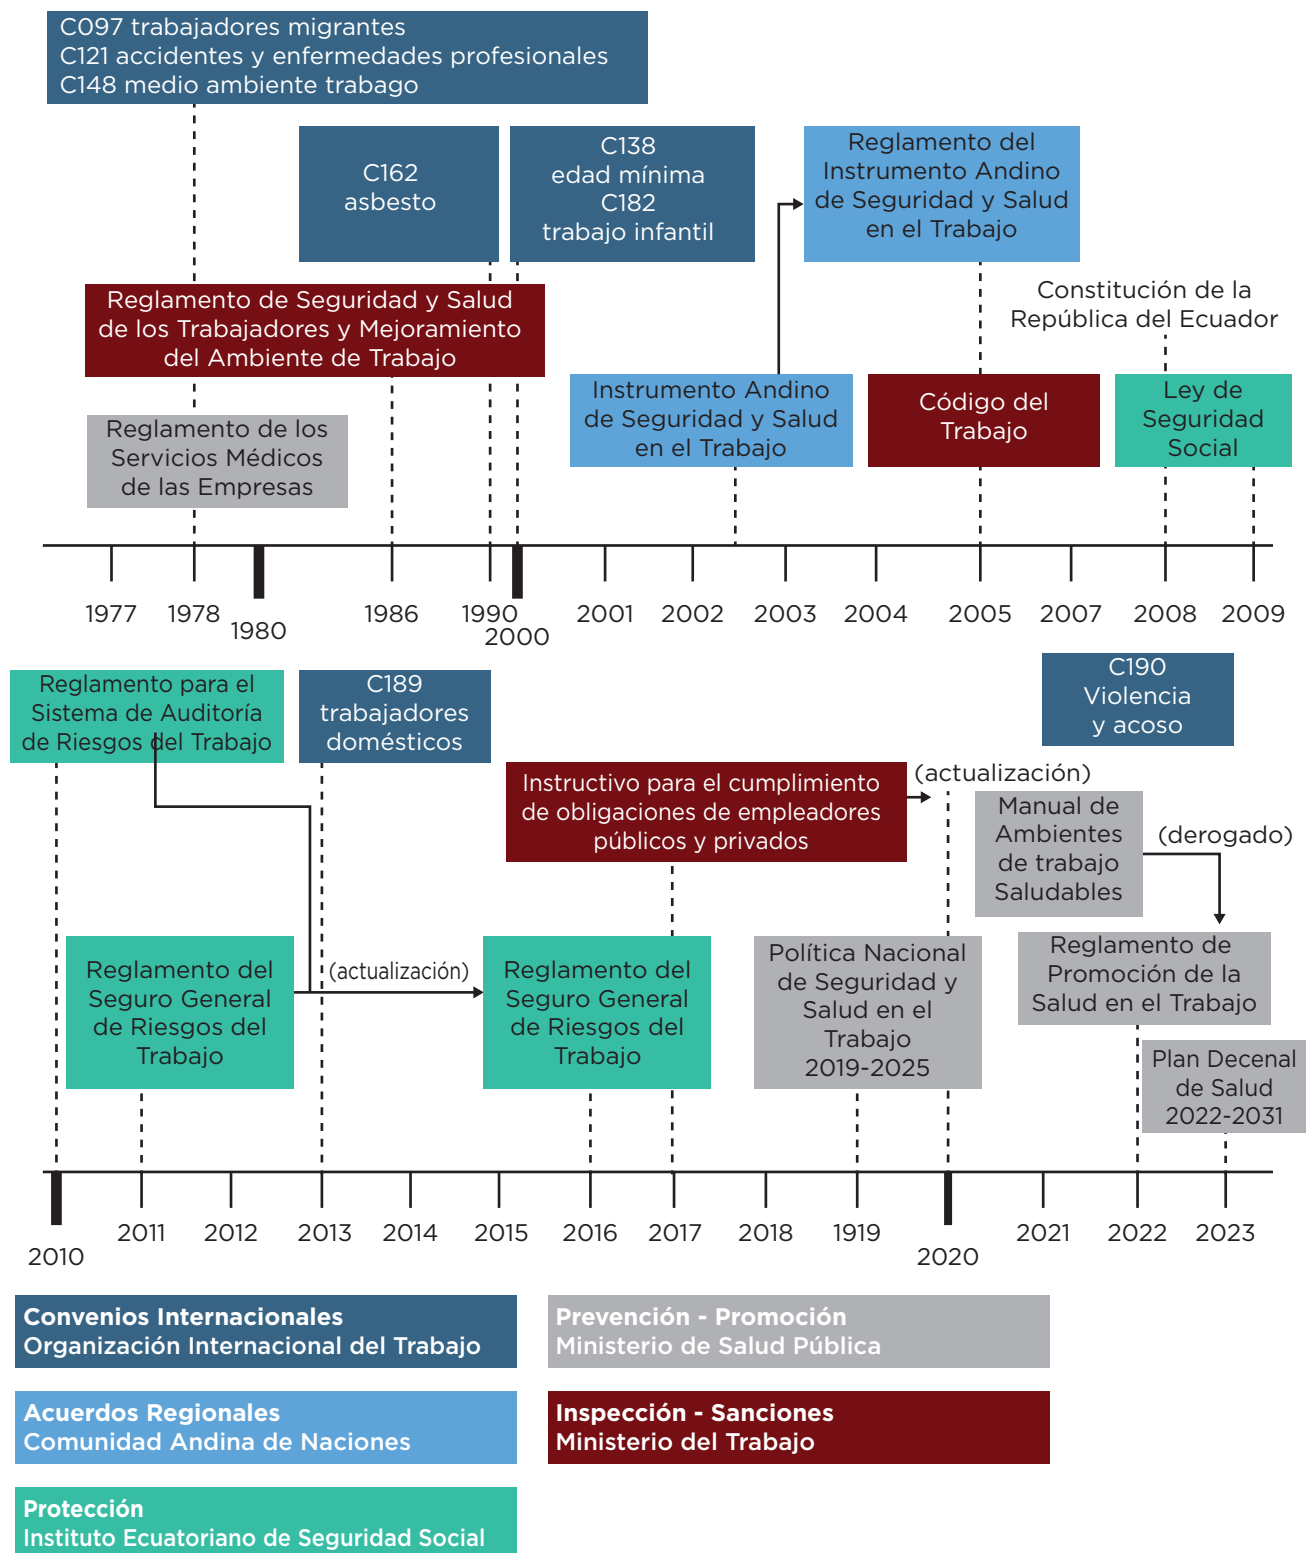 C097 trabajadores migrantes
C121 accidentes y enfermedades profesionales
C148 medio ambiente trabago
C162
asbesto
C138
edad mínima
C182
trabajo infantil
Reglamento del
Instrumento Andino
de Seguridad y Salud
en el Trabajo
Reglamento de Seguridad y Salud
de los Trabajadores y Mejoramiento
del Ambiente de Trabajo
Constitución de la
República del Ecuador
Reglamento de los
Servicios Médicos
de las Empresas
Instrumento Andino
de Seguridad y Salud
en el Trabajo
Código del
Trabajo
Ley de
Seguridad
Social
1977
1978
1980
1986
1990
2000
2001
2002
2003
2004
2005
2007
2008
2009
Reglamento para el
Sistema de Auditoría
de Riesgos del Trabajo
C189
trabajadores
domésticos
C190
Violencia
y acoso
Instructivo para el cumplimiento
de obligaciones de empleadores
públicos y privados
(actualización)
Manual de
Ambientes
de trabajo
Saludables
(derogado)
Reglamento del
Seguro General
de Riesgos del
Trabajo
(actualización)
Reglamento del
Seguro General
de Riesgos del
Trabajo
Política Nacional
de Seguridad y
Salud en el
Trabajo
2019-2025
Reglamento de
Promoción de la
Salud en el Trabajo
Plan Decenal
de Salud
2022-2031
2010
2011
2012
2013
2014
2015
2016
2017
2018
1919
2020
2021
2022
2023
Convenios Internacionales
Organización Internacional del Trabajo
Prevención - Promoción
Ministerio de Salud Pública
Acuerdos Regionales
Comunidad Andina de Naciones
Inspección - Sanciones
Ministerio del Trabajo
Protección
Instituto Ecuatoriano de Seguridad Social